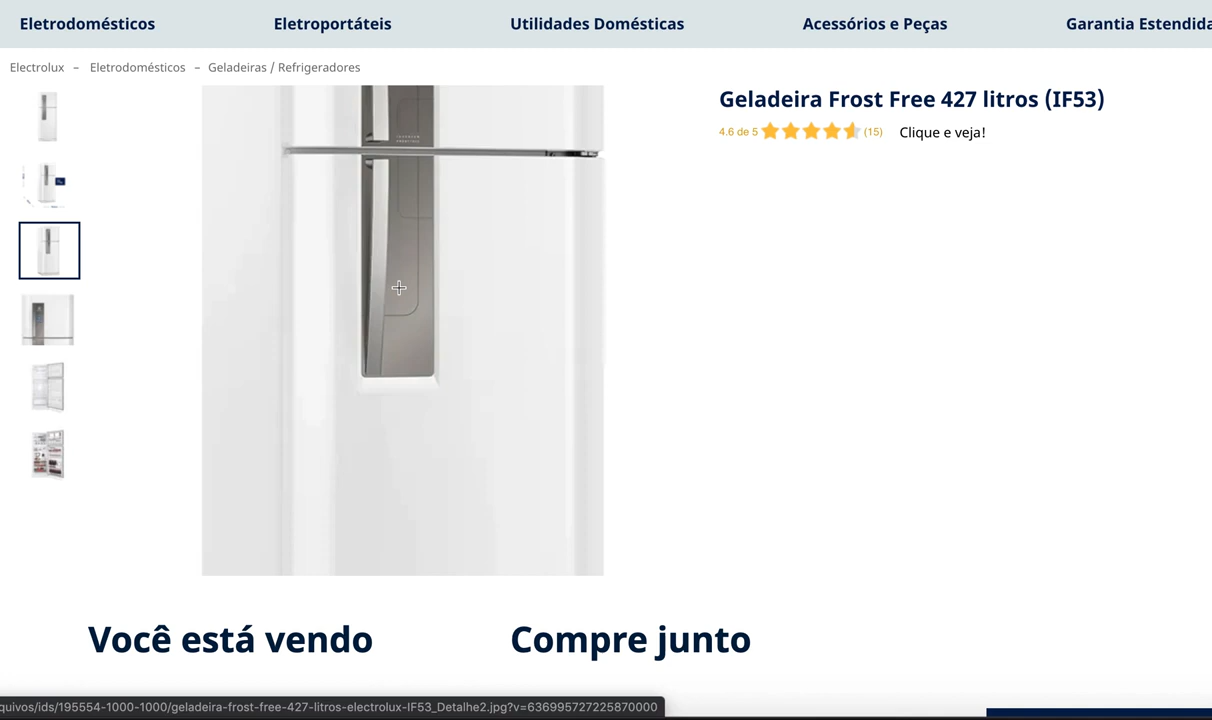 Eletrodomésticos
Eletroportáteis
Utilidades Domésticas
Acessórios e Peças
Garantia Estendida
Electrolux – Eletrodomésticos – Geladeiras / Refrigeradores
Geladeira Frost Free 427 litros (IF53)
4.6 de 5 (15) Clique e veja!
Você está vendo
Compre junto
quivos/ids/195554-1000-1000/geladeira-frost-free-427-litros-electrolux-IF53_Detalhe2.jpg?v=636995727225870000